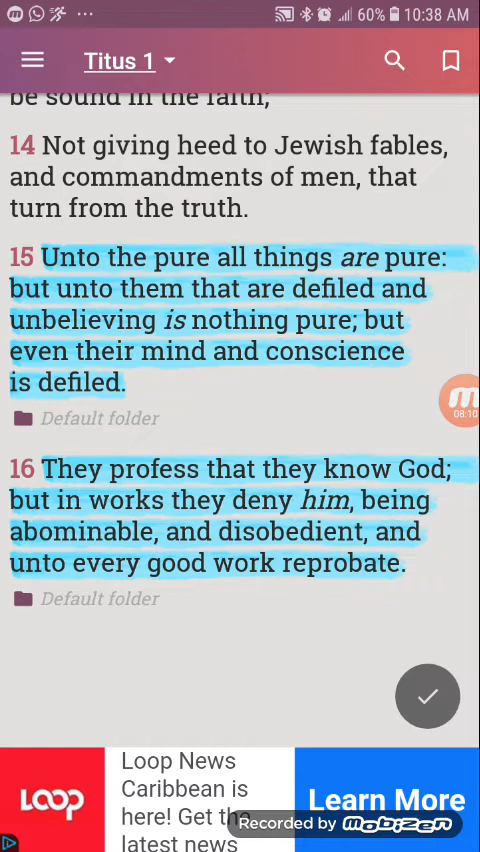 60% 10:38 AM
Titus 1
be sound in the faith;
14 Not giving heed to Jewish fables,
and commandments of men, that
turn from the truth.
15 Unto the pure all things are pure:
but unto them that are defiled and
unbelieving is nothing pure; but
even their mind and conscience
is defiled.
Default folder
16 They profess that they know God;
but in works they deny him, being
abominable, and disobedient, and
unto every good work reprobate.
Default folder
08:10
LOOP
Loop News
Caribbean is
here! Get the
latest news
Learn More
Recorded by mobizen